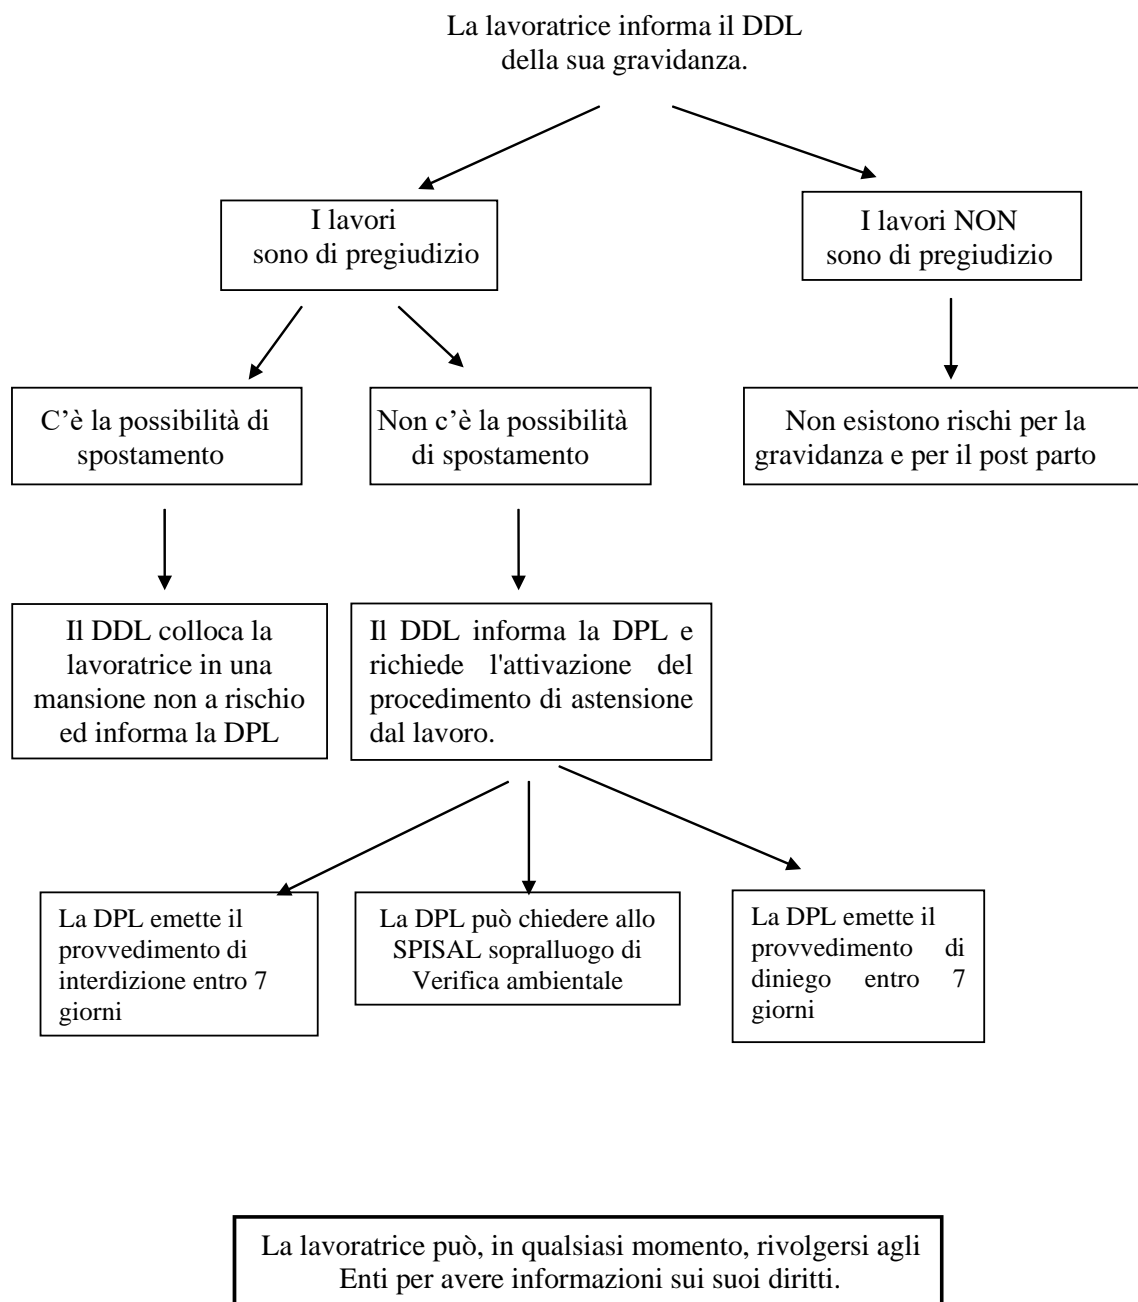 La lavoratrice informa il DDL
della sua gravidanza.
I lavori
sono di pregiudizio
I lavori NON
sono di pregiudizio
C’è la possibilità di
spostamento
Non c’è la possibilità
di spostamento
Non esistono rischi per la
gravidanza e per il post parto
Il DDL colloca la
lavoratrice in una
mansione non a rischio
ed informa la DPL
Il DDL informa la DPL e
richiede l'attivazione del
procedimento di astensione
dal lavoro.
La DPL emette il
provvedimento di
interdizione entro 7
giorni
La DPL può chiedere allo
SPISAL sopralluogo di
Verifica ambientale
La DPL emette il
provvedimento di
diniego entro 7
giorni
La lavoratrice può, in qualsiasi momento, rivolgersi agli
Enti per avere informazioni sui suoi diritti.